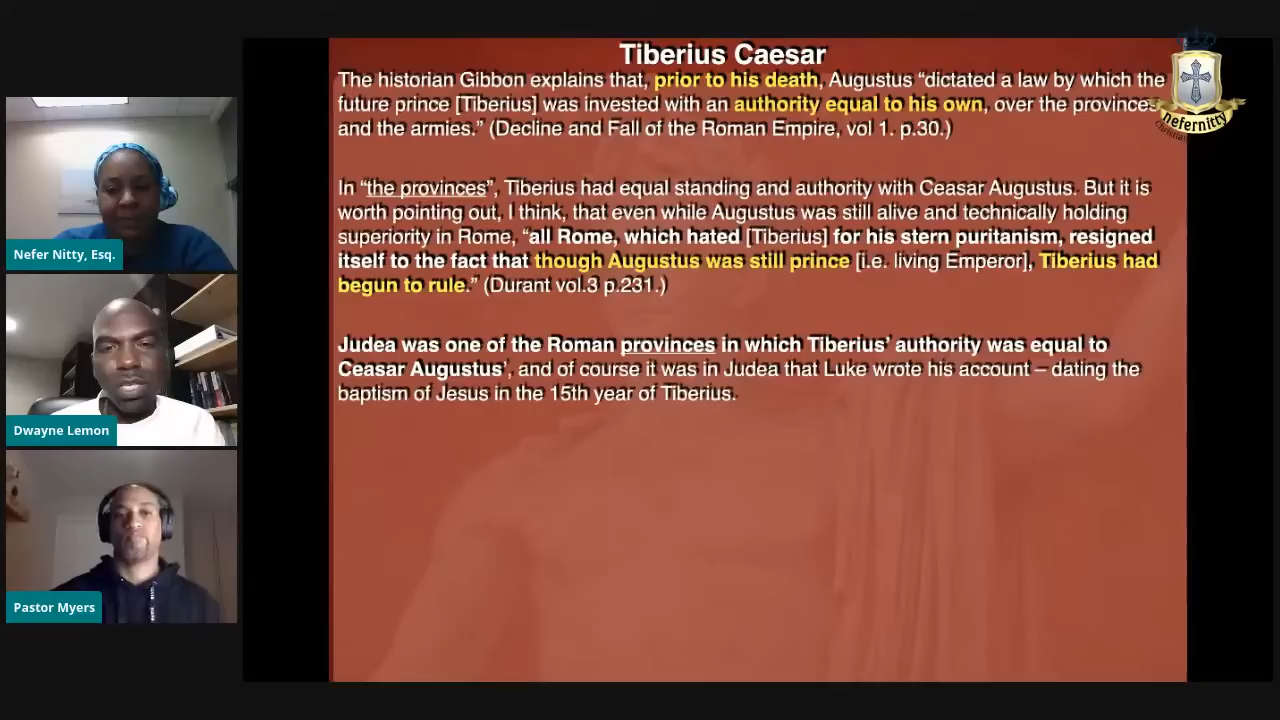 Tiberius Caesar
The historian Gibbon explains that, prior to his death, Augustus “dictated a law by which the
future prince [Tiberius] was invested with an authority equal to his own, over the provinces
and the armies.” (Decline and Fall of the Roman Empire, vol 1. p.30.)
In “the provinces”, Tiberius had equal standing and authority with Ceasar Augustus. But it is
worth pointing out, I think, that even while Augustus was still alive and technically holding
superiority in Rome, “all Rome, which hated [Tiberius] for his stern puritanism, resigned
itself to the fact that though Augustus was still prince [i.e. living Emperor], Tiberius had
begun to rule.” (Durant vol.3 p.231.)
Judea was one of the Roman provinces in which Tiberius’ authority was equal to
Ceasar Augustus’, and of course it was in Judea that Luke wrote his account – dating the
baptism of Jesus in the 15th year of Tiberius.
nefernitty
Nefer Nitty, Esq.
Dwayne Lemon
Pastor Myers